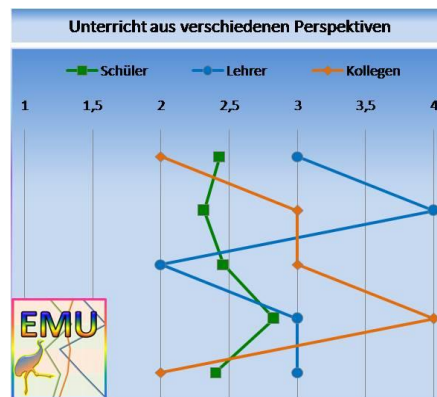 Unterricht aus verschiedenen Perspektiven
Schüler Lehrer Kollegen
1 1,5 2 2,5 3 3,5 4
EMU